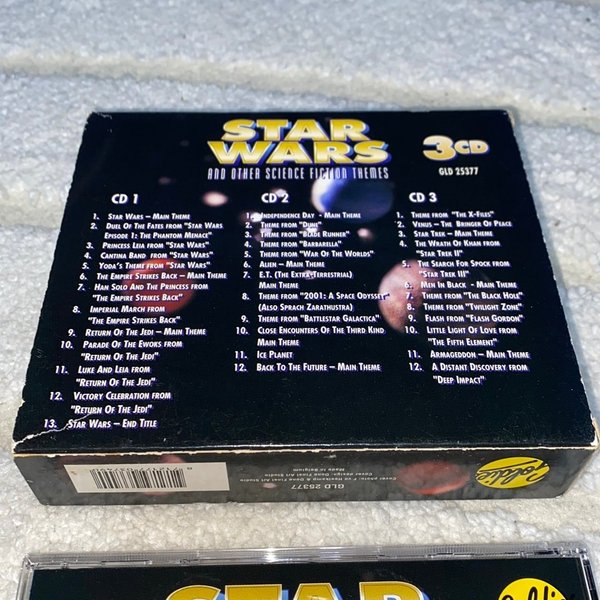 STAR
WARS
AND OTHER SCIENCE FICTION THEMES
3CD
GLD 25377
CD 1
1. STAR WARS – MAIN THEME
2. DUEL OF THE FATES FROM "STAR WARS
EPISODE 1: THE PHANTOM MENACE"
3. PRINCESS LEIA FROM "STAR WARS"
4. CANTINA BAND FROM "STAR WARS"
5. YODA'S THEME FROM "STAR WARS"
6. THE EMPIRE STRIKES BACK – MAIN THEME
7. HAN SOLO AND THE PRINCESS FROM
"THE EMPIRE STRIKES BACK"
8. IMPERIAL MARCH FROM
"THE EMPIRE STRIKES BACK"
9. RETURN OF THE JEDI – MAIN THEME
10. PARADE OF THE EWOKS FROM
"RETURN OF THE JEDI"
11. LUKE AND LEIA FROM
"RETURN OF THE JEDI"
12. VICTORY CELEBRATION FROM
"RETURN OF THE JEDI"
13. STAR WARS – END TITLE
CD 2
1. INDEPENDENCE DAY - MAIN THEME
2. THEME FROM "DUNE"
3. THEME FROM "BLADE RUNNER"
4. THEME FROM "BARBARELLA"
5. THEME FROM "WAR OF THE WORLDS"
6. ALIEN – MAIN THEME
7. E.T. (THE EXTRA-TERRESTRIAL)
MAIN THEME
8. THEME FROM "2001: A SPACE ODYSSEY"
(ALSO SPRACH ZARATHUSTRA)
9. THEME FROM "BATTLESTAR GALACTICA"
10. CLOSE ENCOUNTERS OF THE THIRD KIND
MAIN THEME
11. ICE PLANET
12. BACK TO THE FUTURE – MAIN THEME
CD 3
1. THEME FROM "THE X-FILES"
2. VENUS – THE BRINGER OF PEACE
3. STAR TREK – MAIN THEME
4. THE WRATH OF KHAN FROM
"STAR TREK II"
5. THE SEARCH FOR SPOCK FROM
"STAR TREK III"
6. MEN IN BLACK - MAIN THEME
7. THEME FROM "THE BLACK HOLE"
8. THEME FROM "TWILIGHT ZONE"
9. FLASH FROM "FLASH GORDON"
10. LITTLE LIGHT OF LOVE FROM
"THE FIFTH ELEMENT"
11. ARMAGEDDON – MAIN THEME
12. A DISTANT DISCOVERY FROM
"DEEP IMPACT"
GLD 25377
Made in Belgium
Goldies
STAR